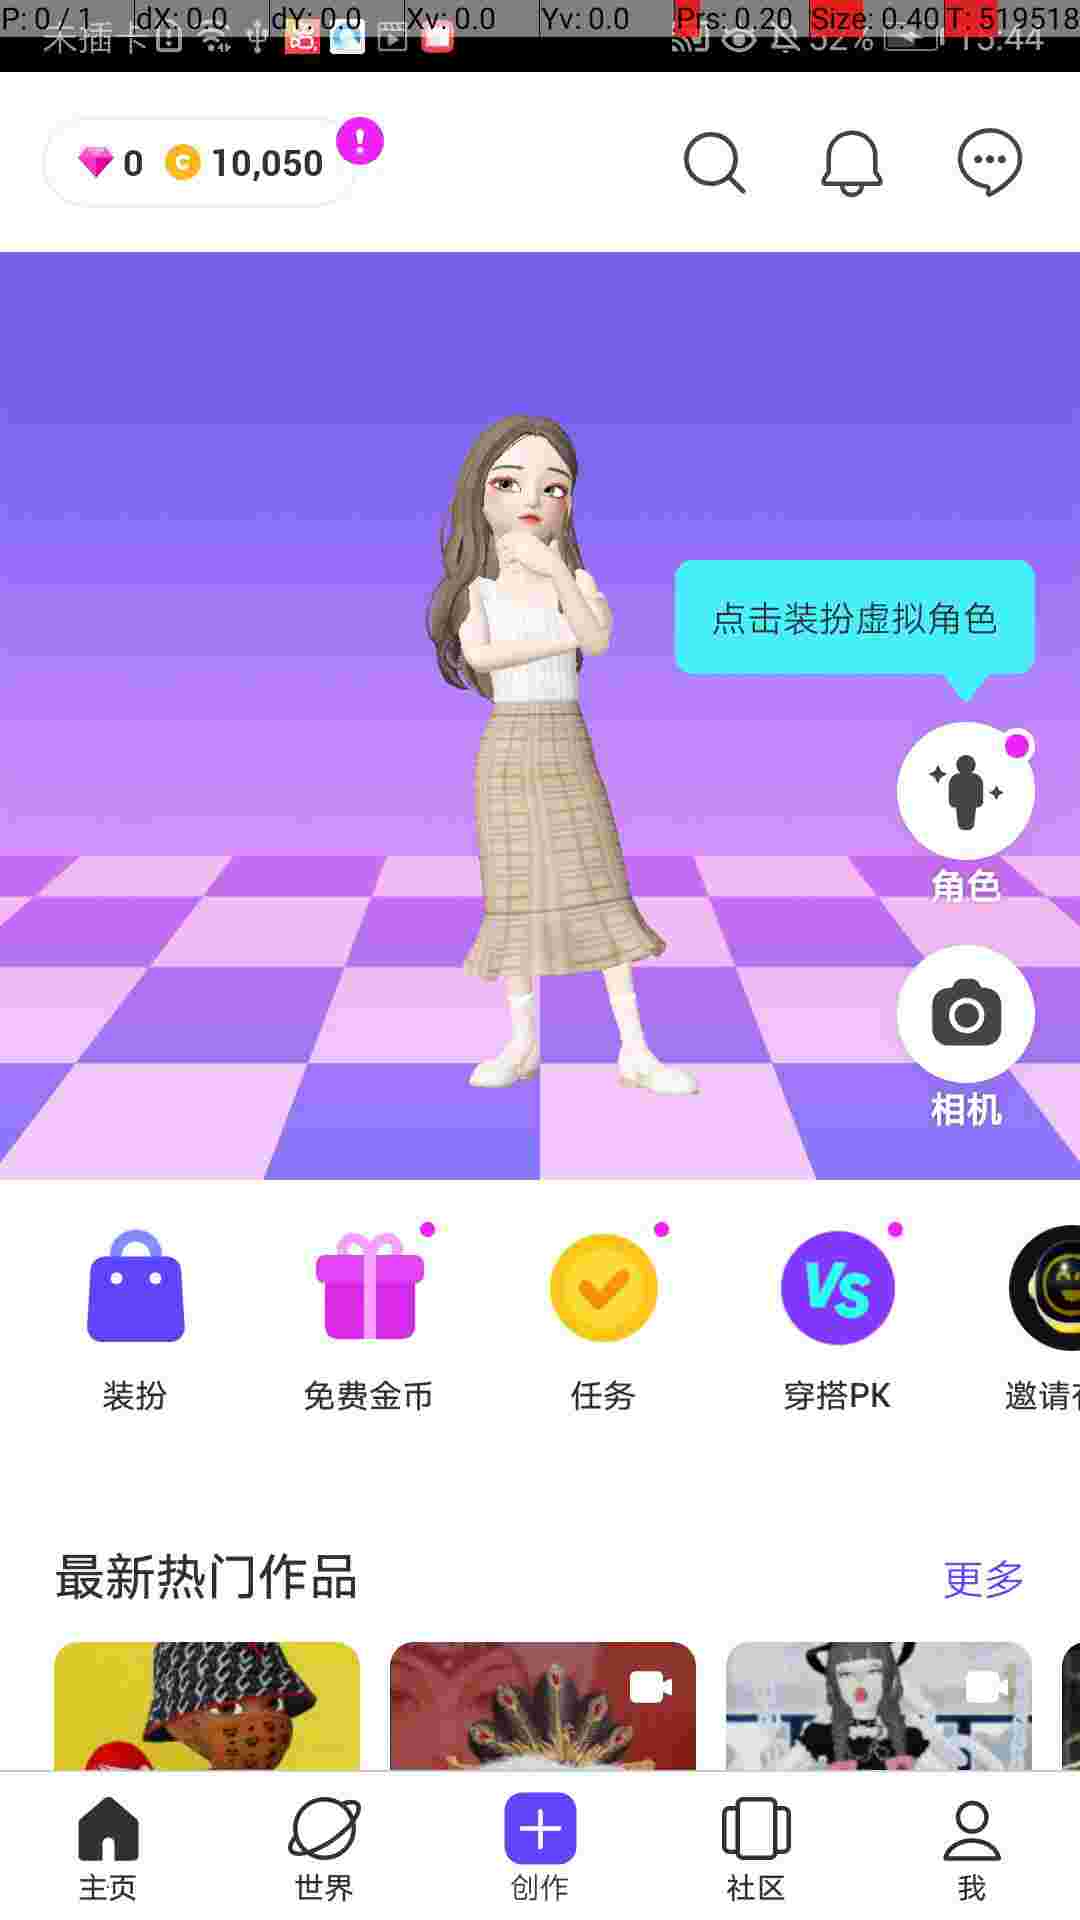 P: 0 / 1 dX: 0.0 dY: 0.0 Xv: 0.0 Yv: 0.0 Prs: 0.20 Size: 0.40 T: 519518
未插卡 52% 15:44
0 C 10,050
点击装扮虚拟角色
角色
相机
VS
装扮 免费金币 任务 穿搭PK 邀请
最新热门作品 更多
主页 世界 创作 社区 我